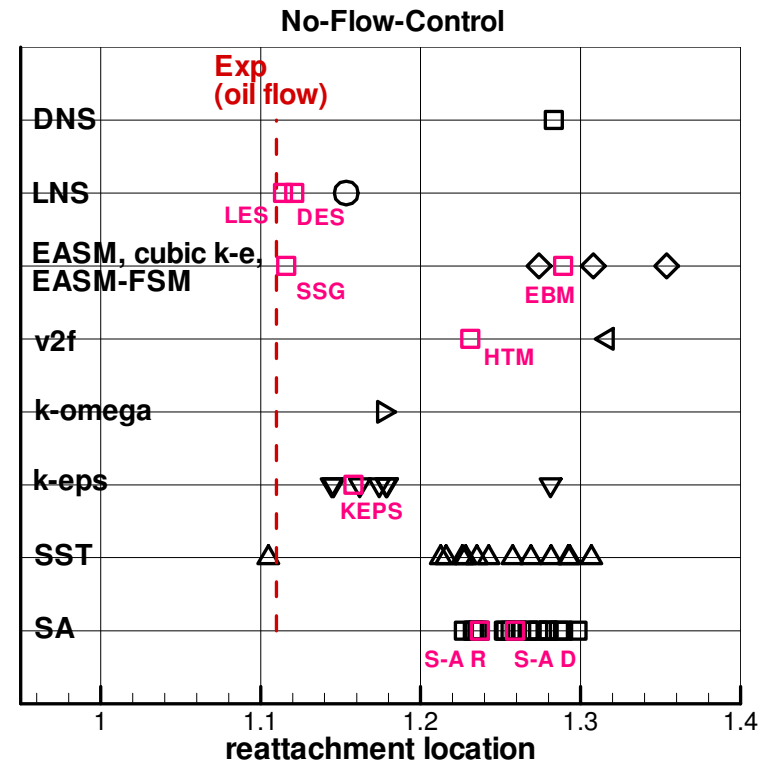 No-Flow-Control
Exp
(oil flow)
DNS
LNS
LES
DES
EASM, cubic k-e,
EASM-FSM
SSG
EBM
v2f
HTM
k-omega
k-eps
KEPS
SST
SA
S-A R
S-A D
1
1.1
1.2
1.3
1.4
reattachment location